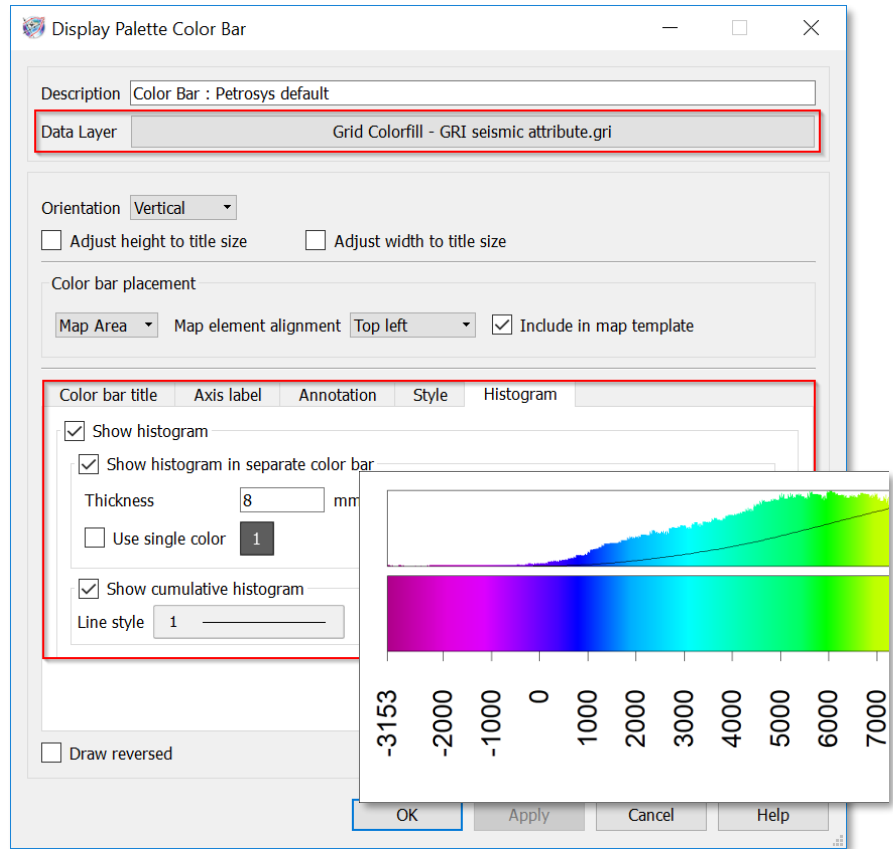 Display Palette Color Bar
Description Color Bar : Petrosys default
Data Layer Grid Colorfill - GRI seismic attribute.gri
Orientation Vertical
Adjust height to title size Adjust width to title size
Color bar placement
Map Area Map element alignment Top left Include in map template
Color bar title Axis label Annotation Style Histogram
Show histogram
Show histogram in separate color bar
Thickness 8 mm
Use single color 1
Show cumulative histogram
Line style 1
-3153 -2000 -1000 0 1000 2000 3000 4000 5000 6000 7000
Draw reversed
OK Apply Cancel Help